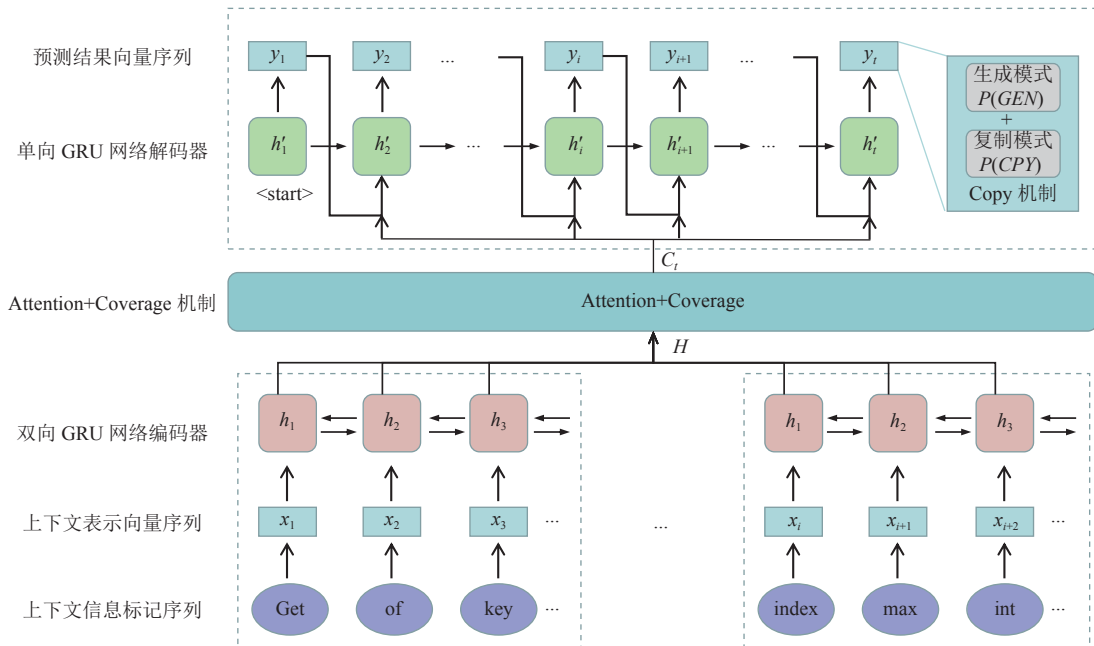 预测结果向量序列
y1 y2 ... yi yi+1 ... yt
生成模式
P(GEN)
+
复制模式
P(CPY)
Copy 机制
单向 GRU 网络解码器
h′1 h′2 ... h′i h′i+1 ... h′t
<start>
Ct
Attention+Coverage 机制
Attention+Coverage
H
双向 GRU 网络编码器
h1 h2 h3 h1 h2 h3
上下文表示向量序列
x1 x2 x3 ... ... xi xi+1 xi+2 ...
上下文信息标记序列
Get of key ... index max int ...